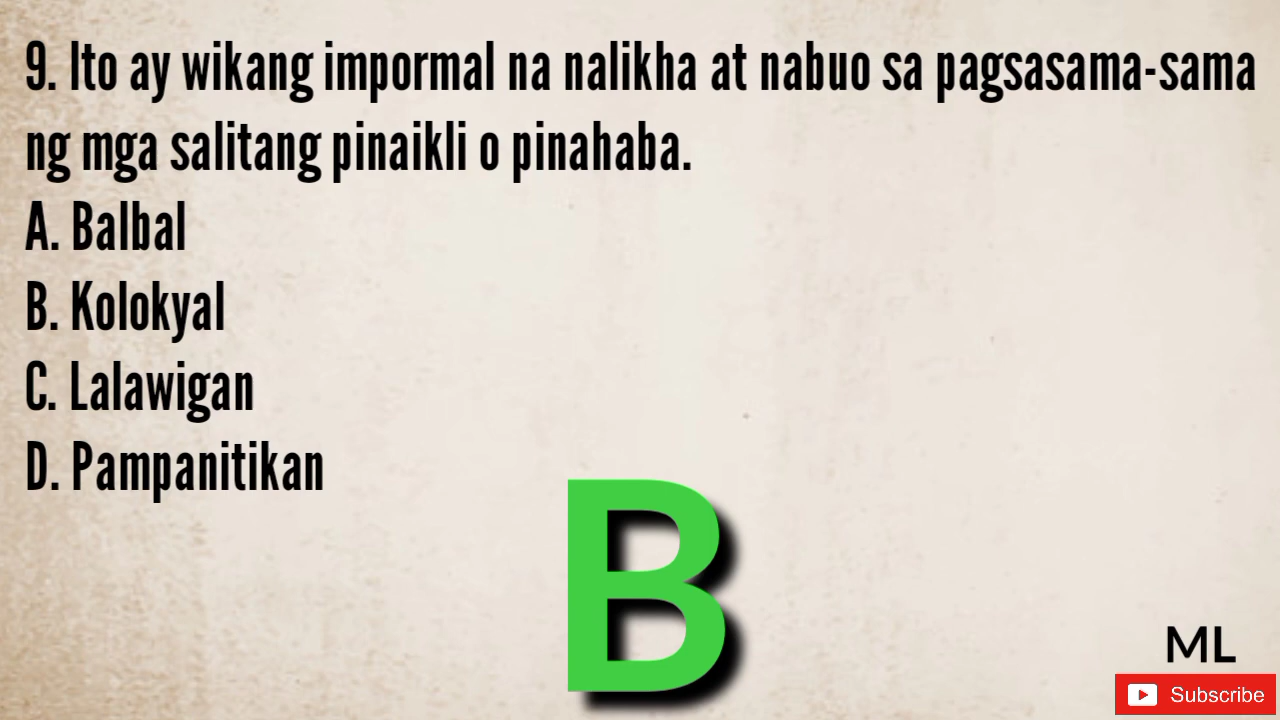 9. Ito ay wikang impormal na nalikha at nabuo sa pagsasama-sama
ng mga salitang pinaikli o pinahaba.
A. Balbal
B. Kolokyal
C. Lalawigan
D. Pampanitikan
B
ML
Subscribe